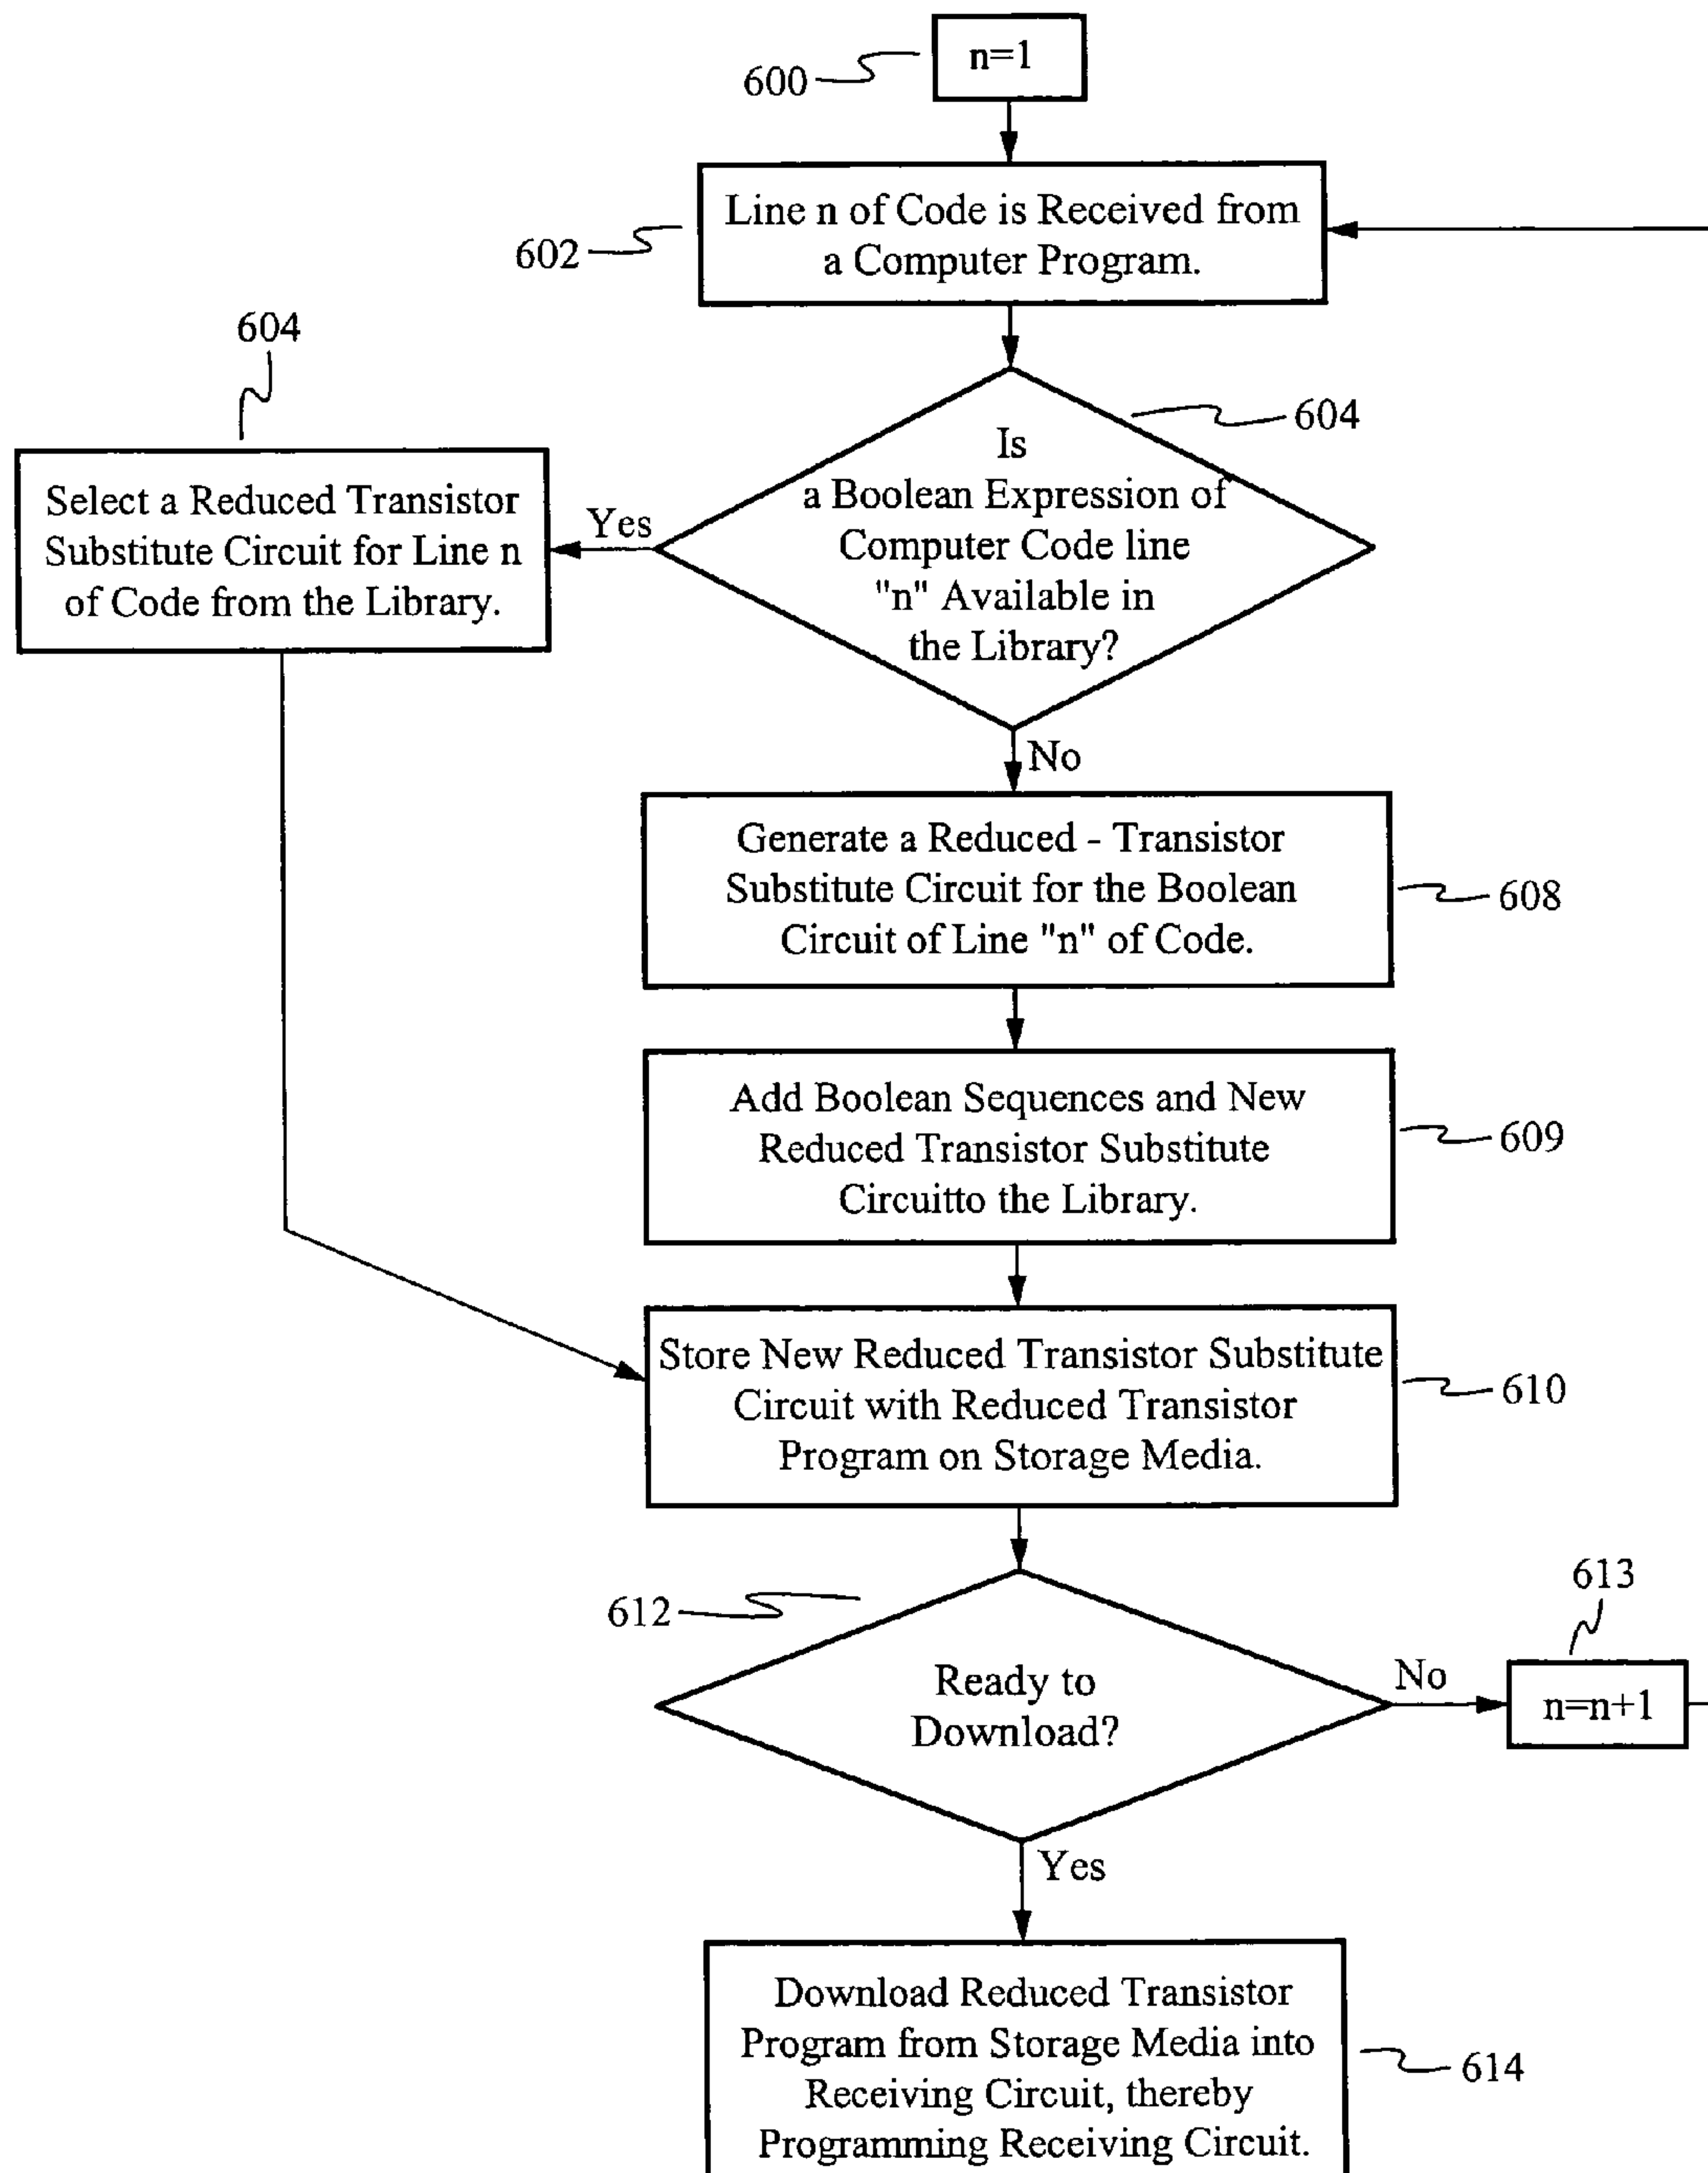 n=1
600
Line n of Code is Received from
a Computer Program.
602
604
604
Is
a Boolean Expression of
Computer Code line
"n" Available in
the Library?
Yes
Select a Reduced Transistor
Substitute Circuit for Line n
of Code from the Library.
No
Generate a Reduced - Transistor
Substitute Circuit for the Boolean
Circuit of Line "n" of Code.
608
Add Boolean Sequences and New
Reduced Transistor Substitute
Circuitto the Library.
609
Store New Reduced Transistor Substitute
Circuit with Reduced Transistor
Program on Storage Media.
610
612
Ready to
Download?
No
613
n=n+1
Yes
Download Reduced Transistor
Program from Storage Media into
Receiving Circuit, thereby
Programming Receiving Circuit.
614